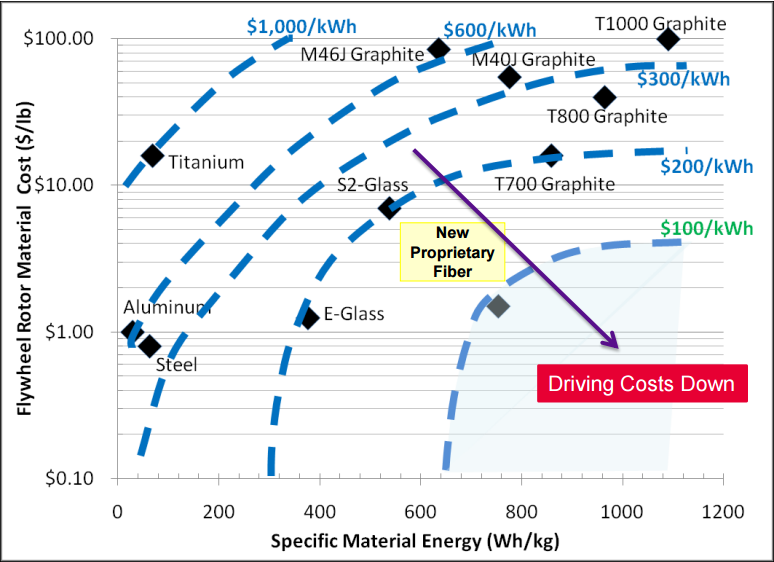 $1,000/kWh
$600/kWh
T1000 Graphite
$100.00
M46J Graphite
M40J Graphite
$300/kWh
T800 Graphite
Titanium
$200/kWh
$10.00
S2-Glass
T700 Graphite
New
Proprietary
Fiber
$100/kWh
Aluminum
E-Glass
$1.00
Steel
Driving Costs Down
$0.10
0
200
400
600
800
1000
1200
Specific Material Energy (Wh/kg)
Flywheel Rotor Material Cost ($/lb)